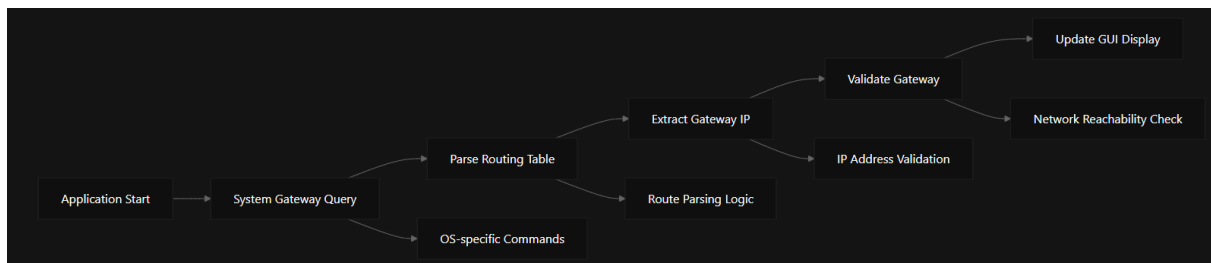 Update GUI Display
Validate Gateway
Extract Gateway IP
Network Reachability Check
Parse Routing Table
IP Address Validation
Application Start
System Gateway Query
Route Parsing Logic
OS-specific Commands